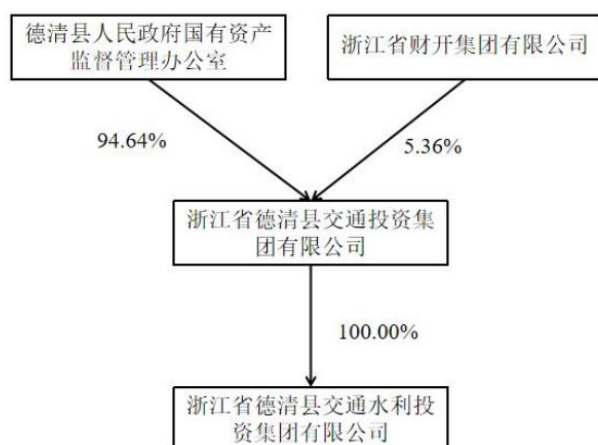 德清县人民政府国有资产
监督管理办公室
浙江省财开集团有限公司
94.64%
5.36%
浙江省德清县交通投资集
团有限公司
100.00%
浙江省德清县交通水利投
资集团有限公司